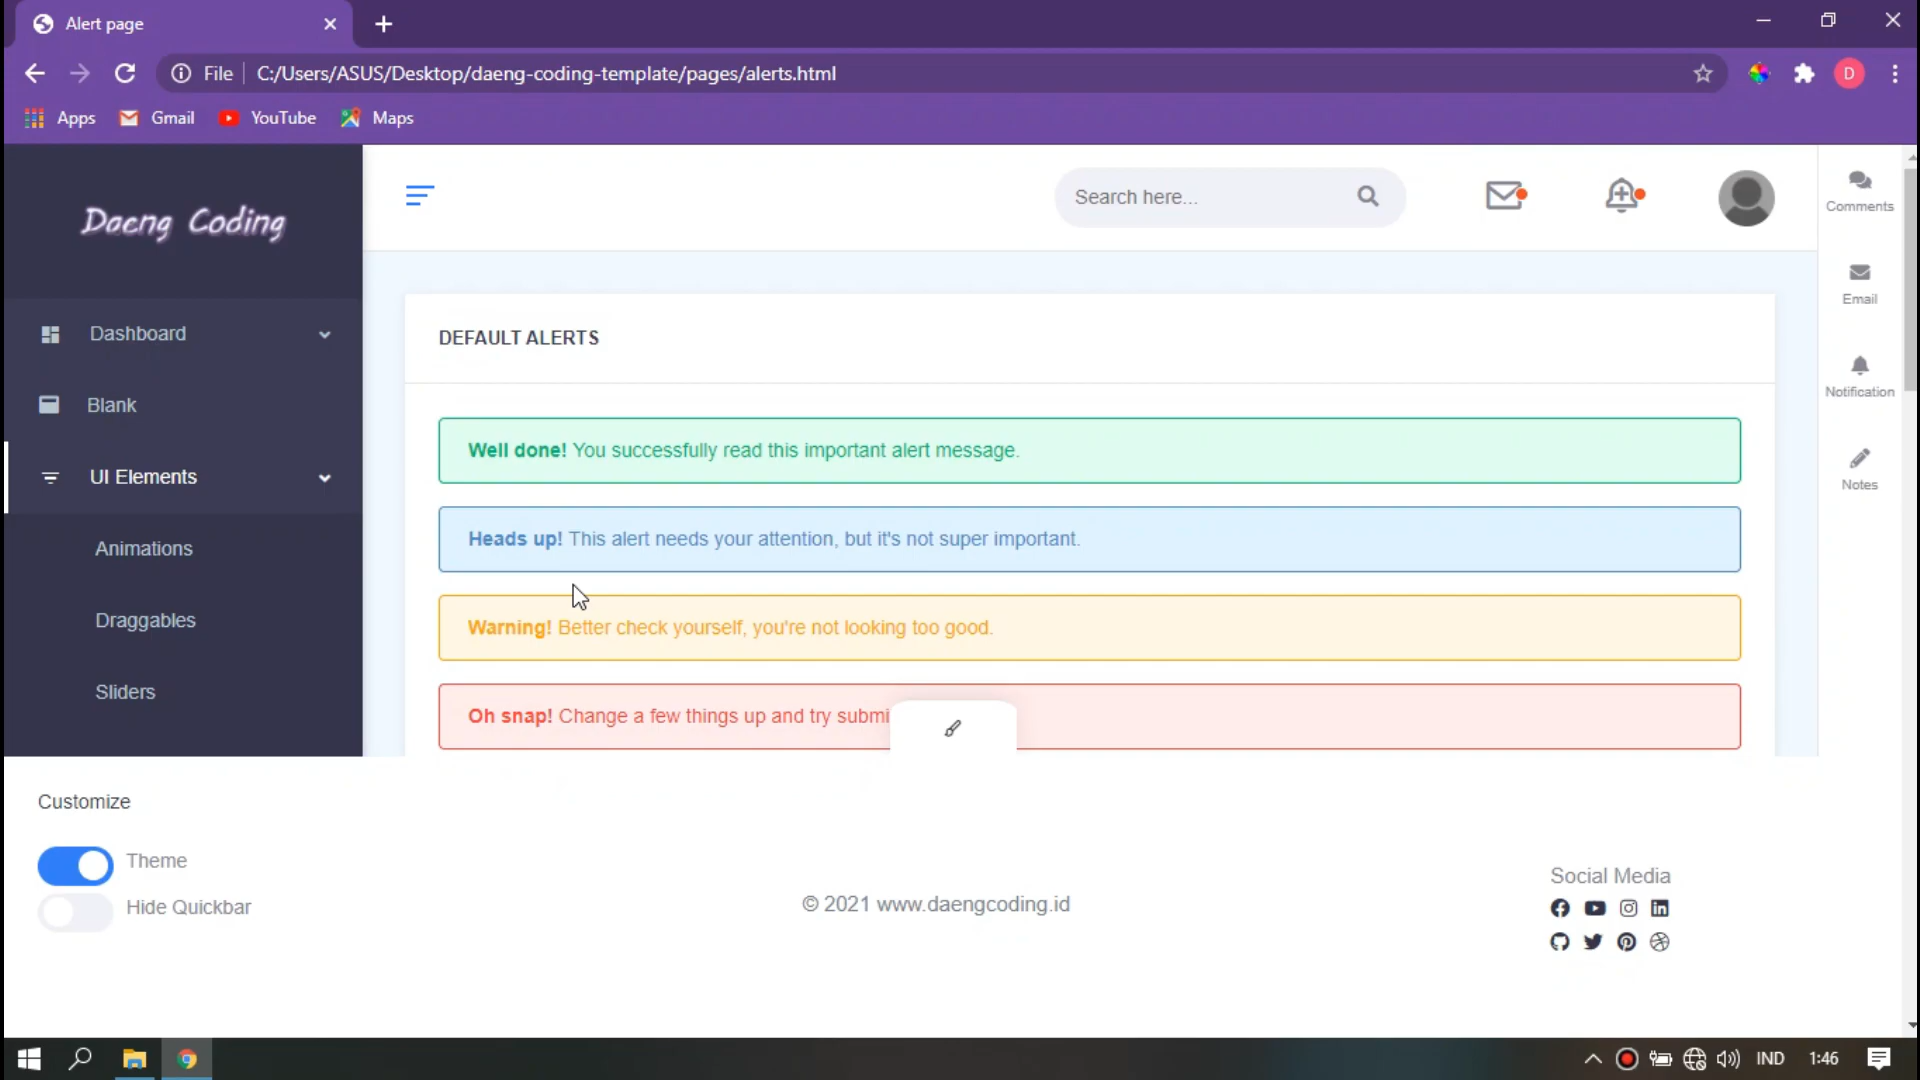 Alert page
File C:/Users/ASUS/Desktop/daeng-coding-template/pages/alerts.html
D
Apps Gmail YouTube Maps
Daeng Coding
Search here...
Comments
Email
Notification
Notes
Dashboard
Blank
UI Elements
Animations
Draggables
Sliders
DEFAULT ALERTS
Well done! You successfully read this important alert message.
Heads up! This alert needs your attention, but it's not super important.
Warning! Better check yourself, you're not looking too good.
Oh snap! Change a few things up and try submi
Customize
Theme
Hide Quickbar
© 2021 www.daengcoding.id
Social Media
IND 1:46